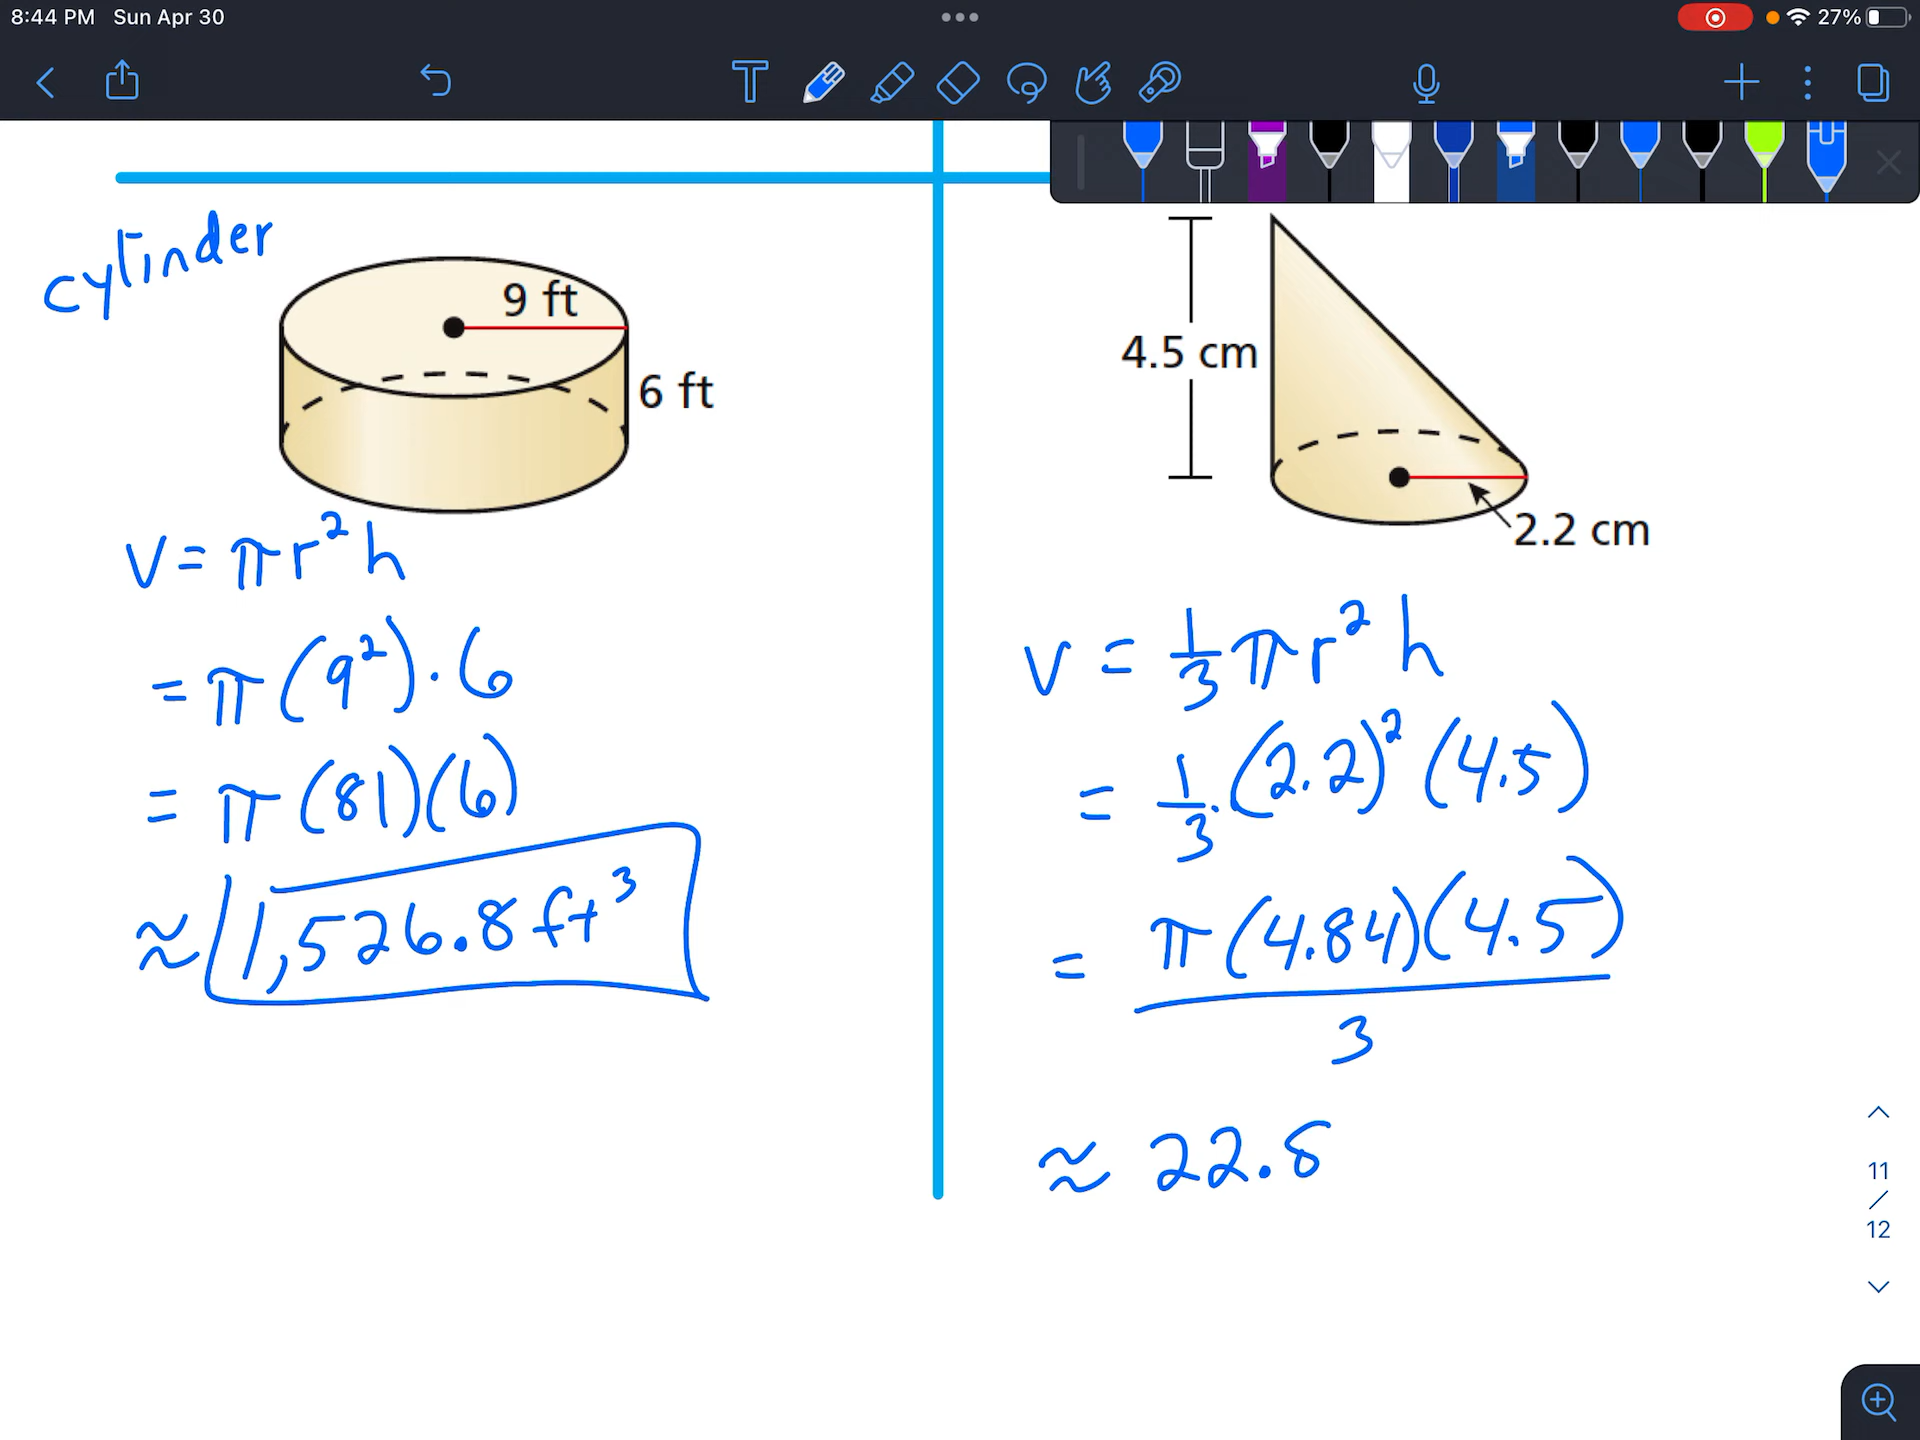 8:44 PM Sun Apr 30
27%
cylinder
9 ft
6 ft
V = πr²h
= π(9²)·6
= π(81)(6)
≈ 1,526.8 ft³
4.5 cm
2.2 cm
V = 1/3 πr²h
= 1/3·(2.2)²(4.5)
= π(4.84)(4.5)
3
≈ 22.8
11
/
12